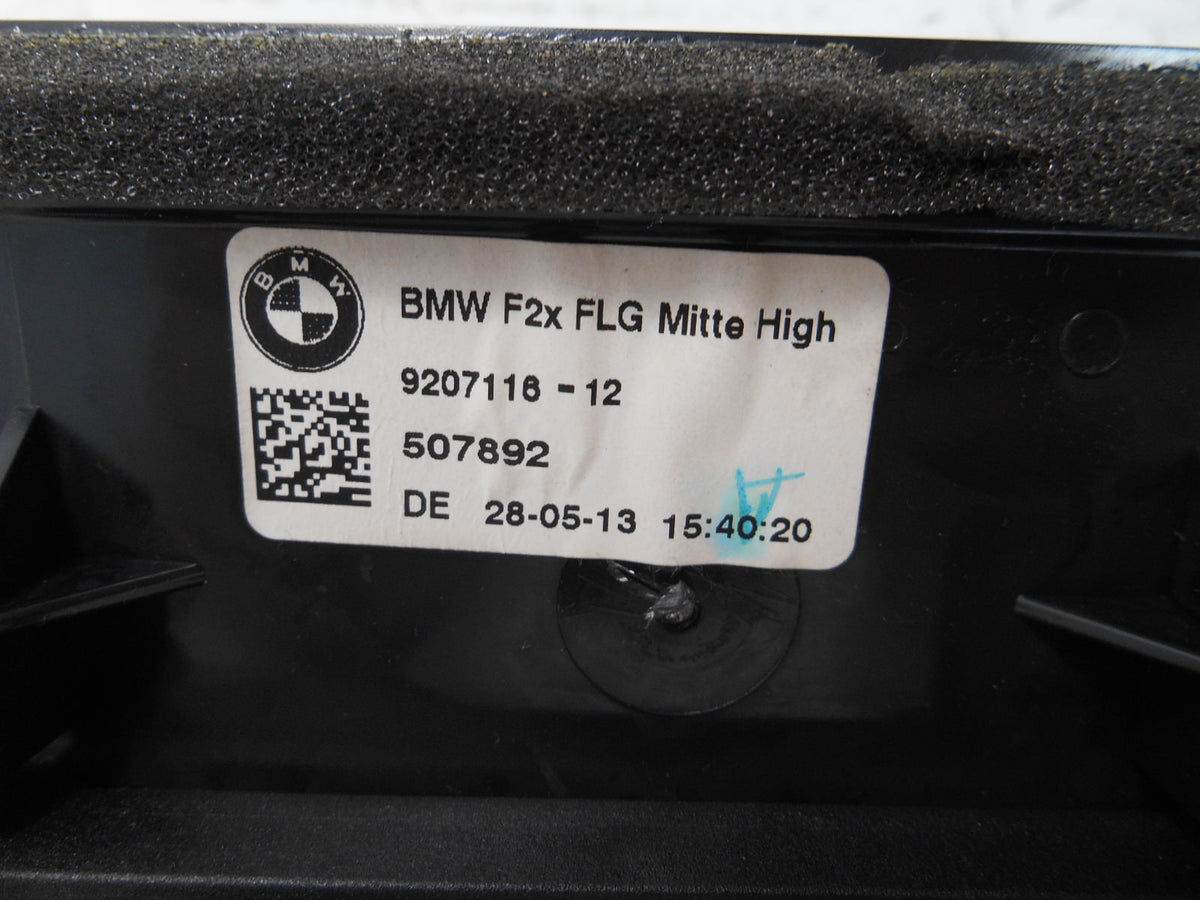 BMW
BMW F2x FLG Mitte High
9207116 - 12
507892
DE 28-05-13 15:40:20